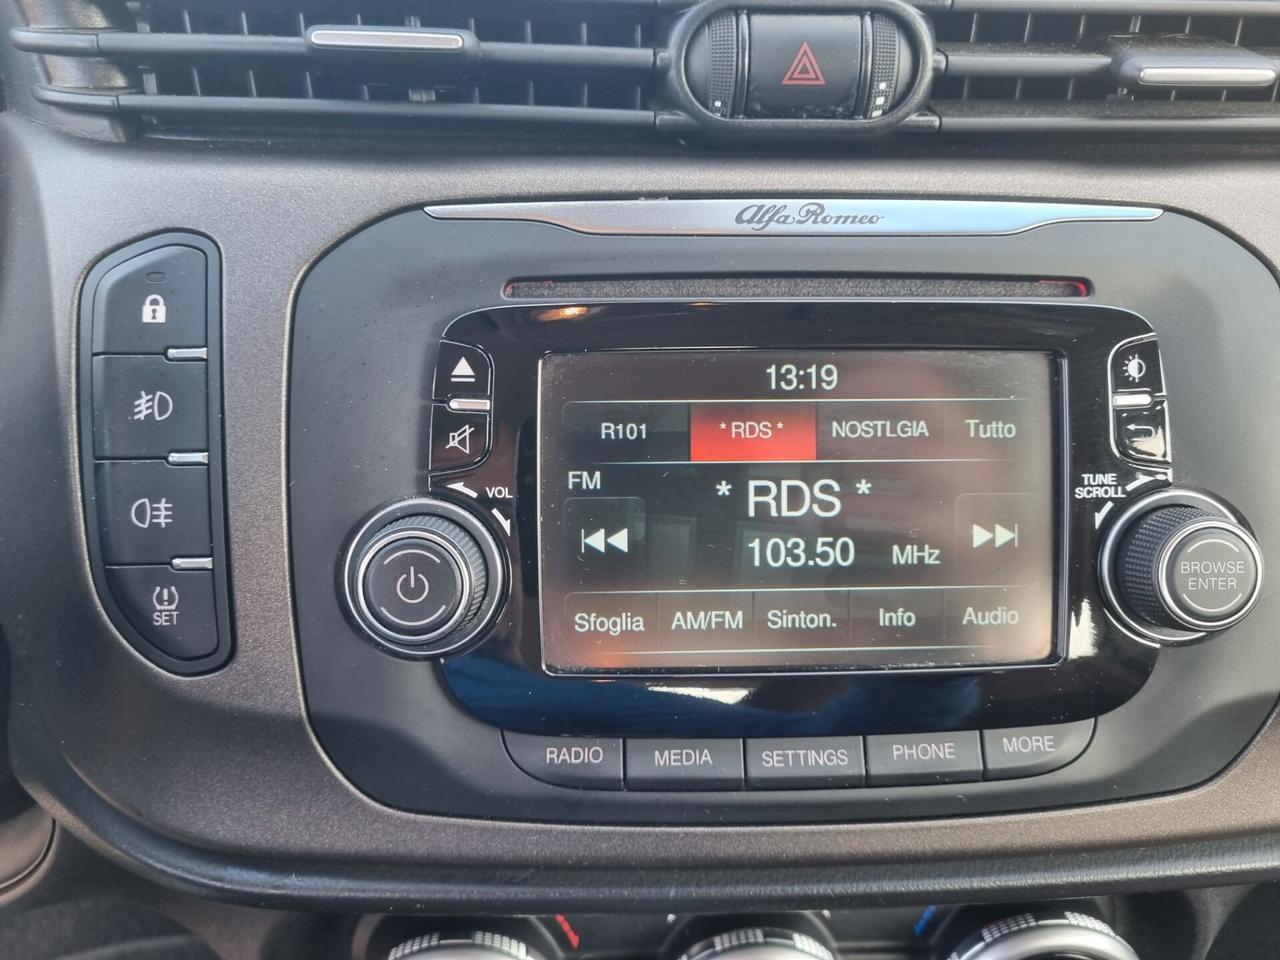 Alfa Romeo
13:19
R101 * RDS * NOSTLGIA Tutto
FM
* RDS *
103.50 MHz
Sfoglia AM/FM Sinton. Info Audio
VOL
TUNE
SCROLL
BROWSE
ENTER
SET
RADIO MEDIA SETTINGS PHONE MORE